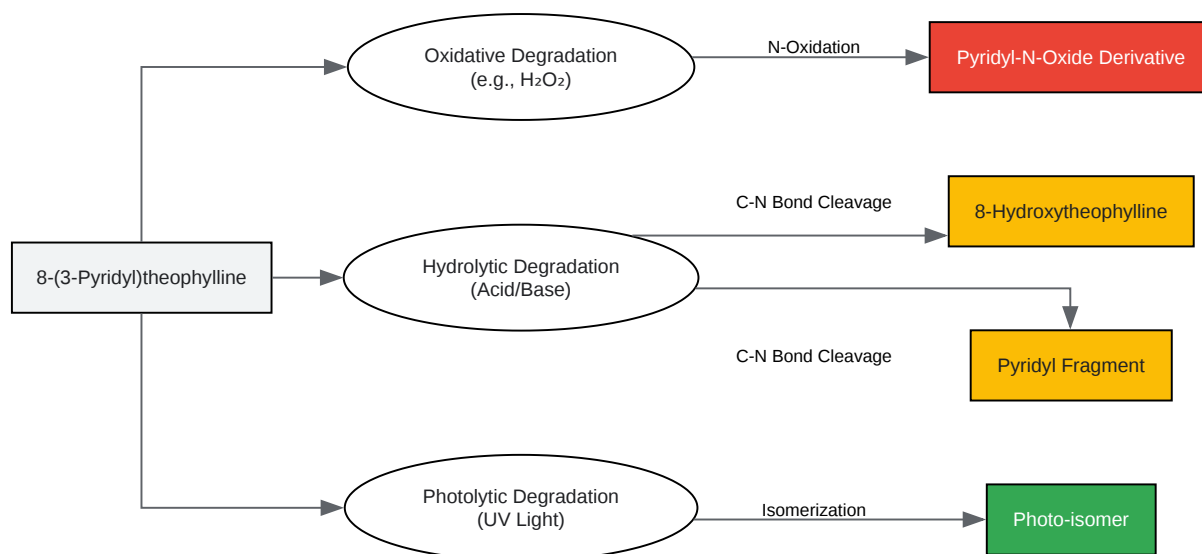 Oxidative Degradation
(e.g., H₂O₂)
N-Oxidation
Pyridyl-N-Oxide Derivative
C-N Bond Cleavage
8-Hydroxytheophylline
8-(3-Pyridyl)theophylline
Hydrolytic Degradation
(Acid/Base)
C-N Bond Cleavage
Pyridyl Fragment
Photolytic Degradation
(UV Light)
Isomerization
Photo-isomer